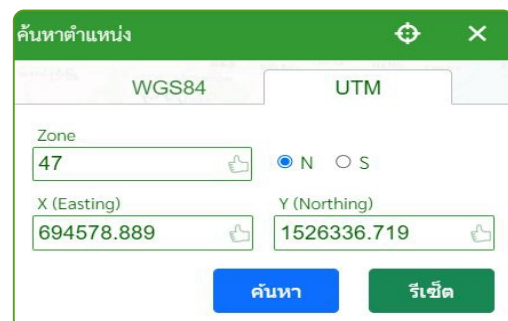 ค้นหาตำแหน่ง
WGS84 UTM
Zone
47 N S
X (Easting) Y (Northing)
694578.889 1526336.719
ค้นหา รีเซ็ต